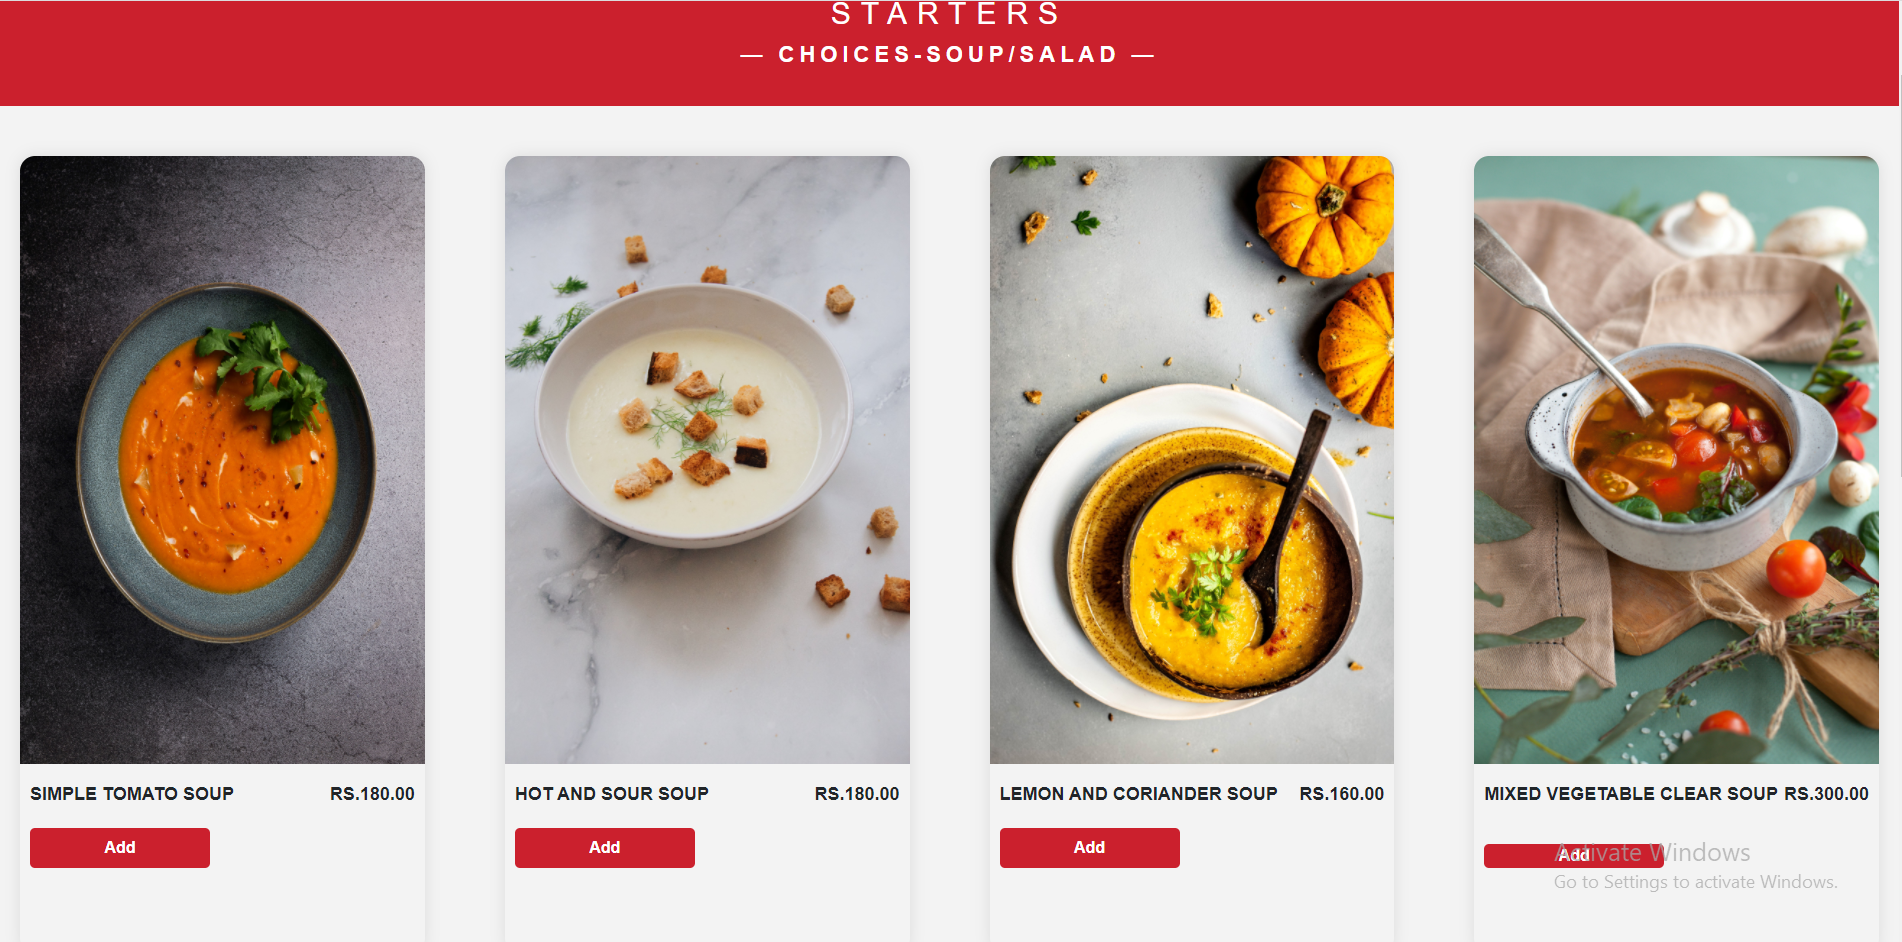 STARTERS
— CHOICES-SOUP/SALAD —
SIMPLE TOMATO SOUP RS.180.00
Add
HOT AND SOUR SOUP RS.180.00
Add
LEMON AND CORIANDER SOUP RS.160.00
Add
MIXED VEGETABLE CLEAR SOUP RS.300.00
Add
Activate Windows
Go to Settings to activate Windows.